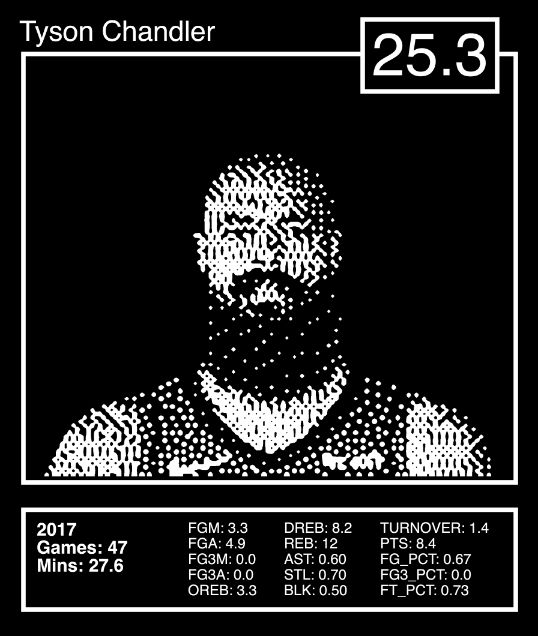 Tyson Chandler
25.3
2017
Games: 47
Mins: 27.6
FGM: 3.3
FGA: 4.9
FG3M: 0.0
FG3A: 0.0
OREB: 3.3
DREB: 8.2
REB: 12
AST: 0.60
STL: 0.70
BLK: 0.50
TURNOVER: 1.4
PTS: 8.4
FG_PCT: 0.67
FG3_PCT: 0.0
FT_PCT: 0.73